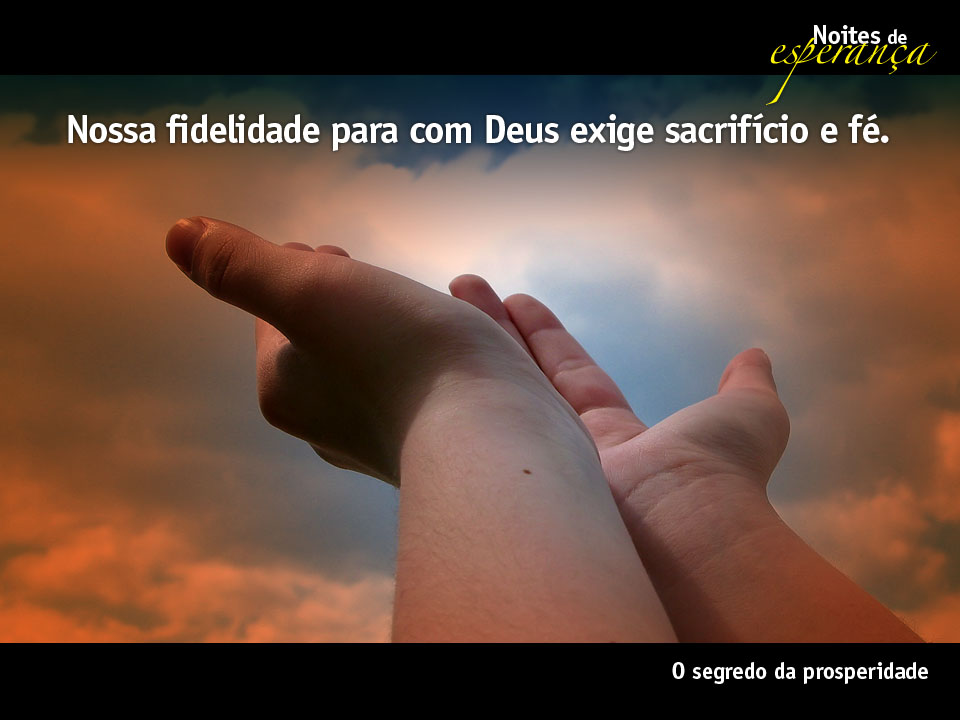 Noites de
esperança
Nossa fidelidade para com Deus exige sacrifício e fé.
O segredo da prosperidade